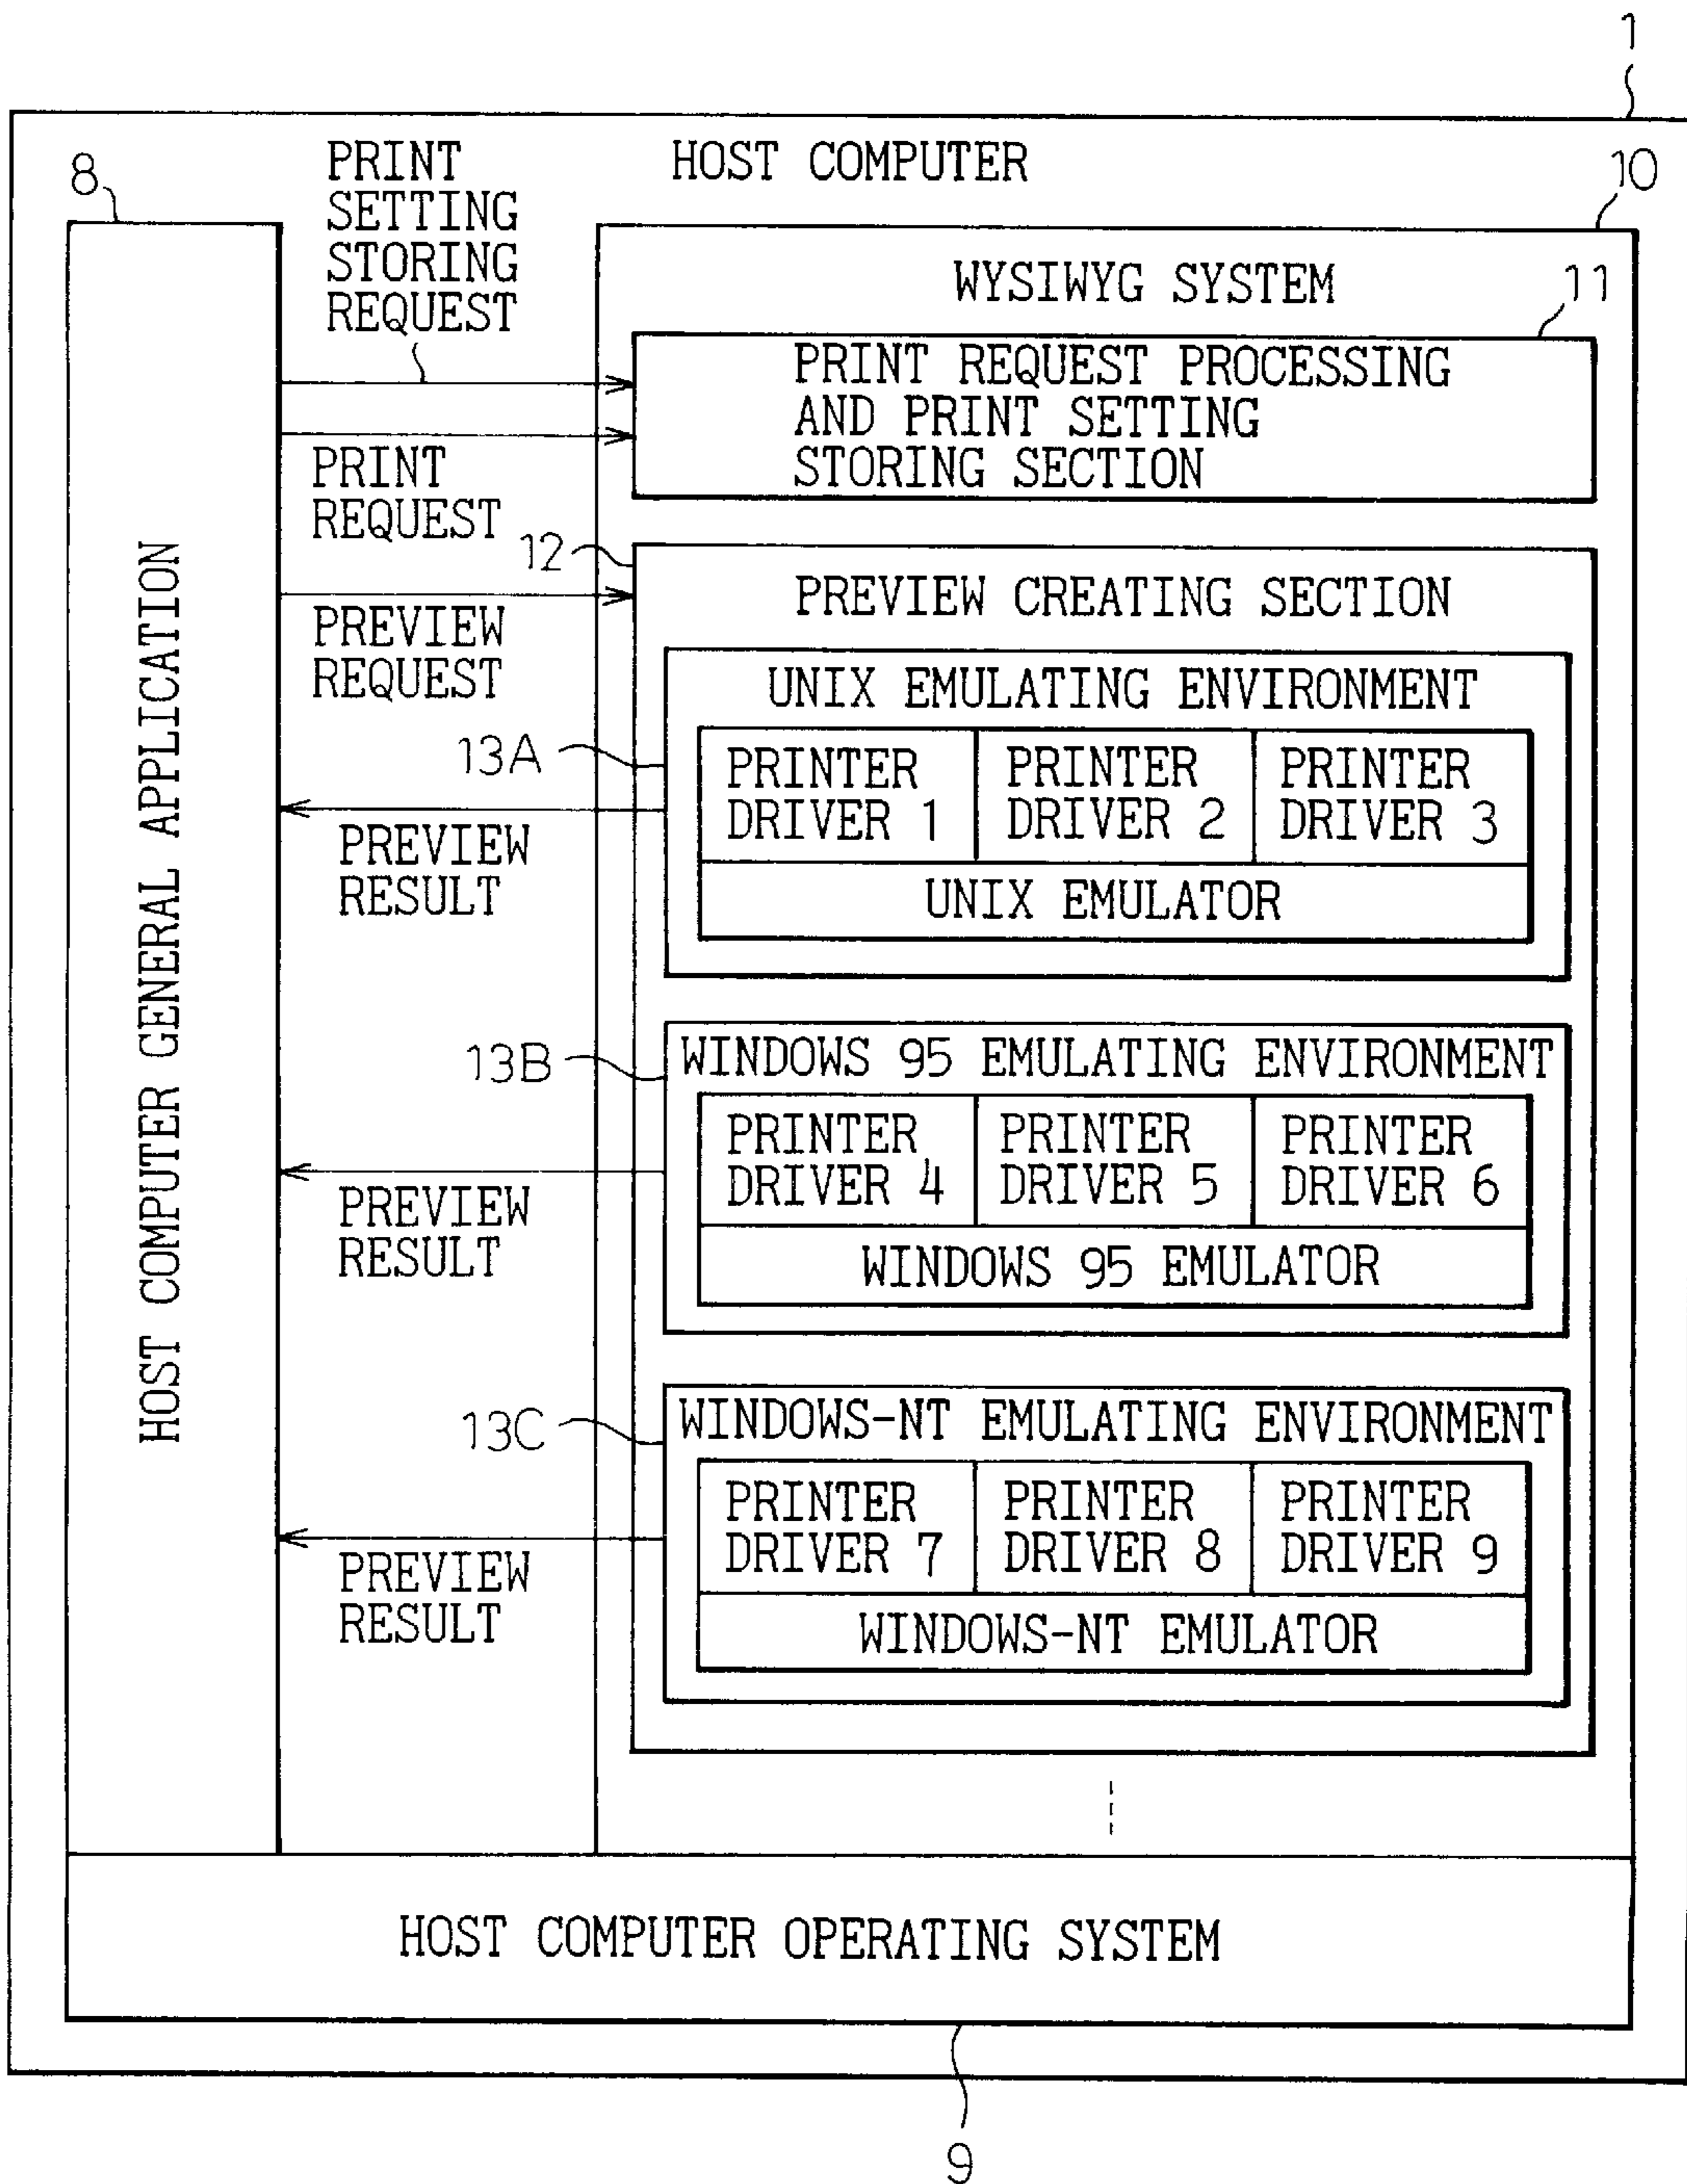 1
HOST COMPUTER
8
PRINT
SETTING
STORING
REQUEST
10
WYSIWYG SYSTEM
11
PRINT REQUEST PROCESSING
AND PRINT SETTING
STORING SECTION
PRINT
REQUEST
12
PREVIEW CREATING SECTION
PREVIEW
REQUEST
HOST COMPUTER GENERAL APPLICATION
UNIX EMULATING ENVIRONMENT
13A
PRINTER
DRIVER 1
PRINTER
DRIVER 2
PRINTER
DRIVER 3
UNIX EMULATOR
PREVIEW
RESULT
13B
WINDOWS 95 EMULATING ENVIRONMENT
PRINTER
DRIVER 4
PRINTER
DRIVER 5
PRINTER
DRIVER 6
WINDOWS 95 EMULATOR
PREVIEW
RESULT
13C
WINDOWS-NT EMULATING ENVIRONMENT
PRINTER
DRIVER 7
PRINTER
DRIVER 8
PRINTER
DRIVER 9
WINDOWS-NT EMULATOR
PREVIEW
RESULT
HOST COMPUTER OPERATING SYSTEM
9